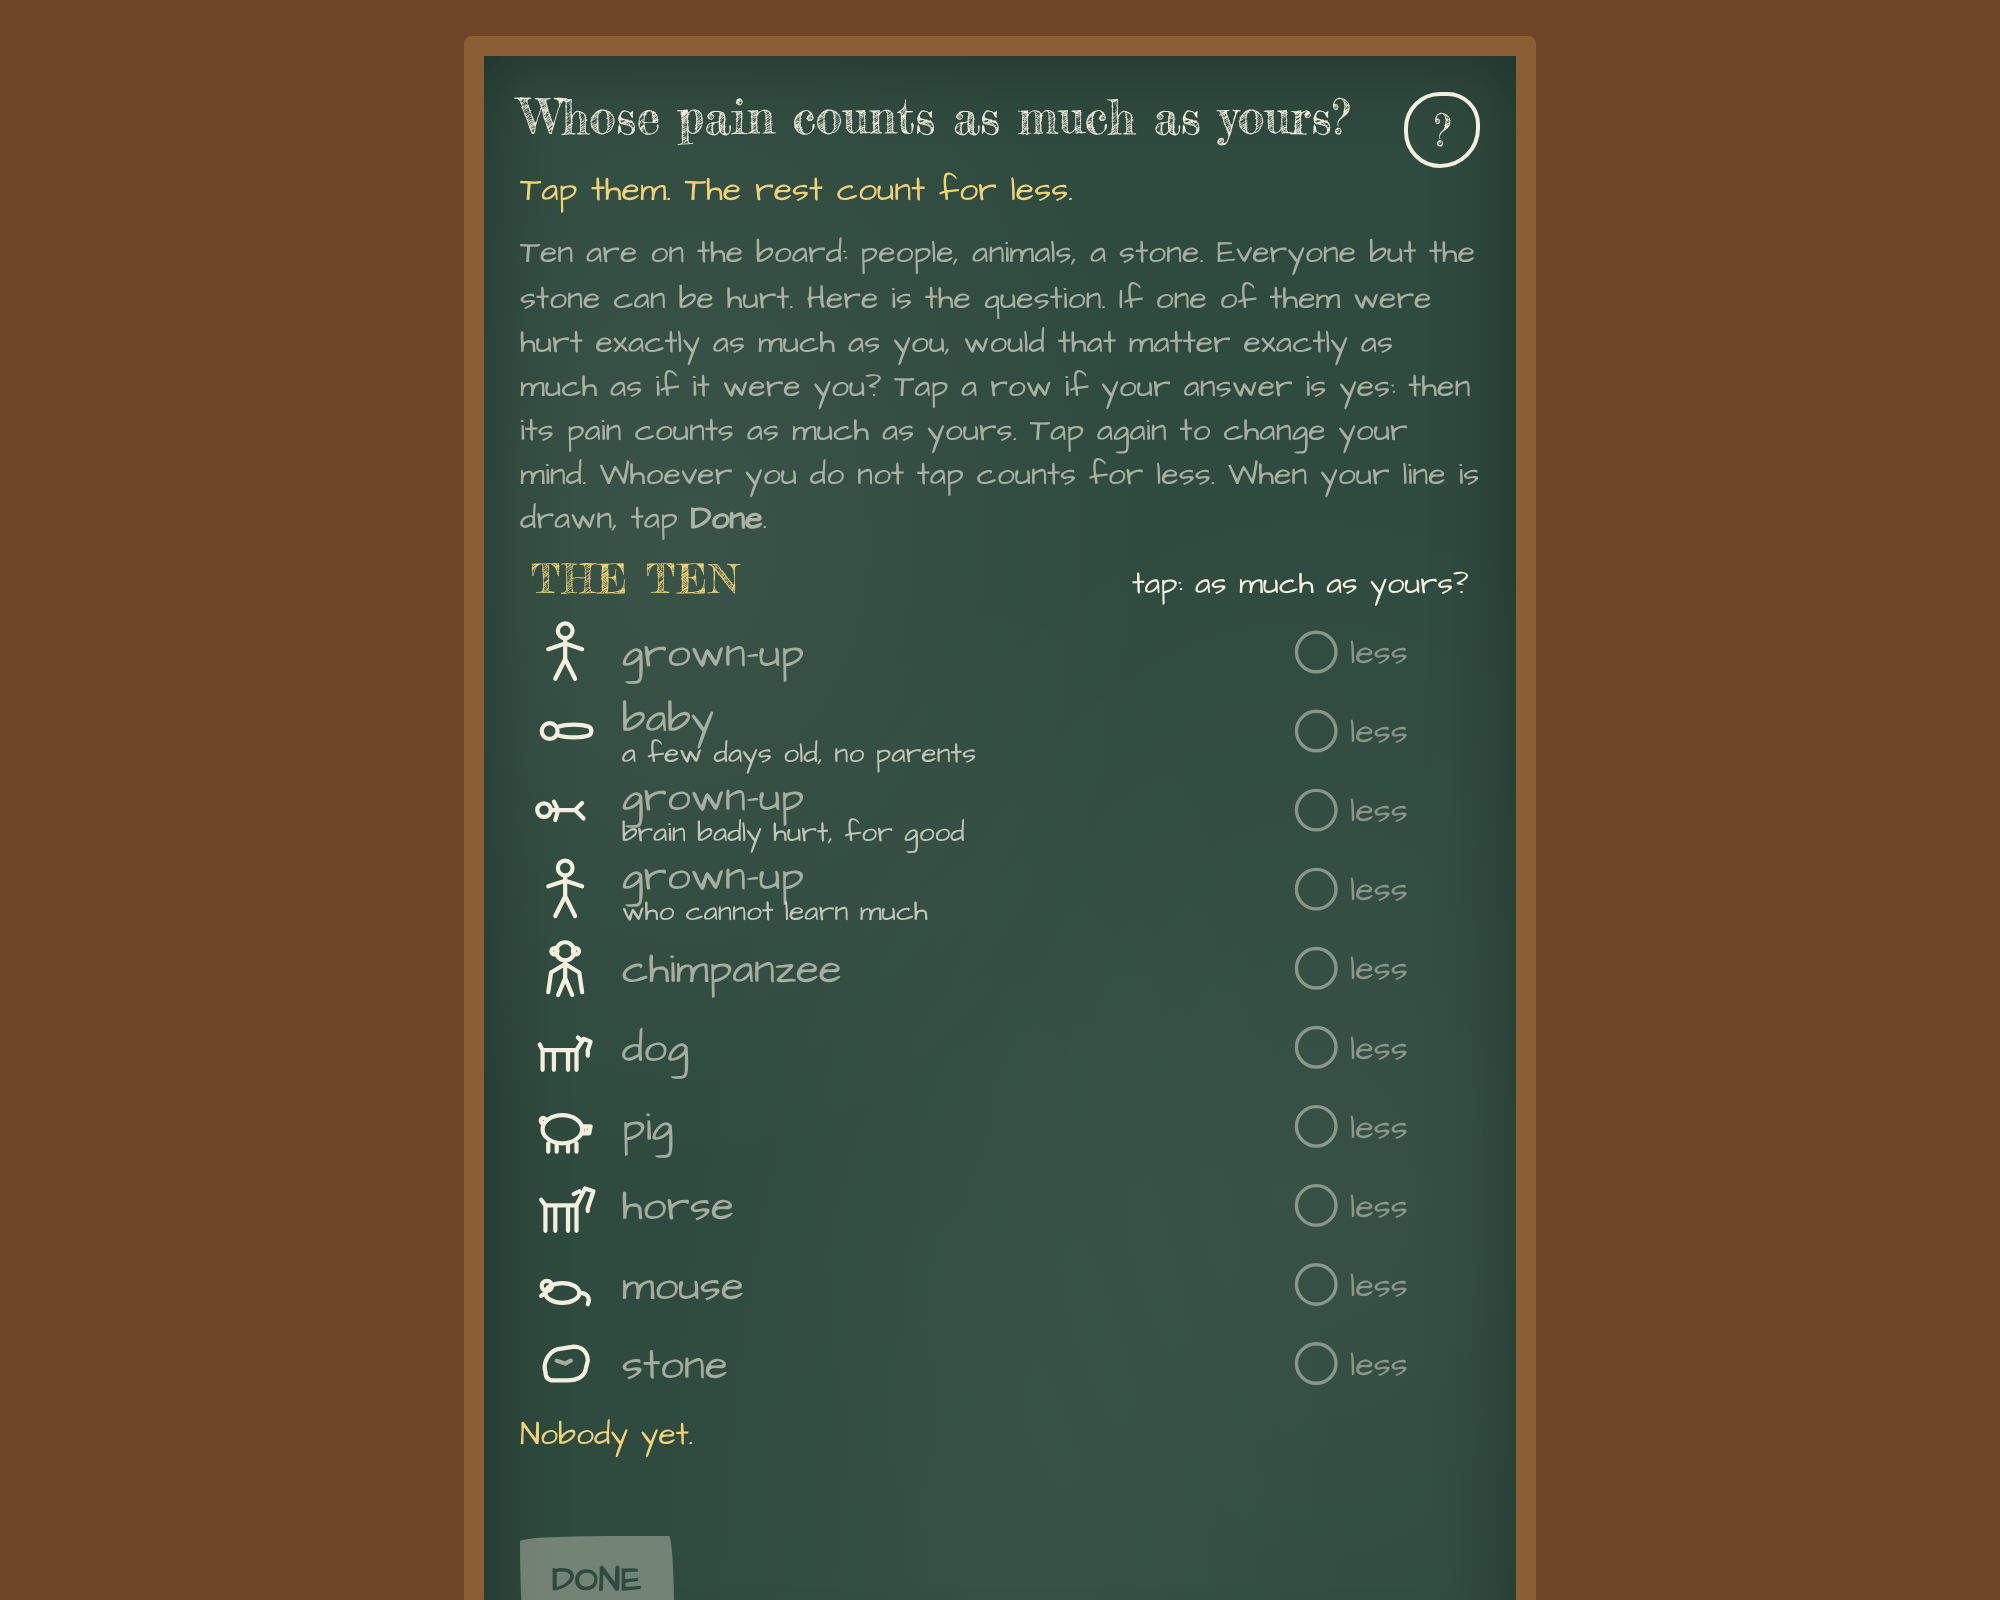 Whose pain counts as much as yours?
?
Tap them. The rest count for less.
Ten are on the board: people, animals, a stone. Everyone but the
stone can be hurt. Here is the question. If one of them were
hurt exactly as much as you, would that matter exactly as
much as if it were you? Tap a row if your answer is yes: then
its pain counts as much as yours. Tap again to change your
mind. Whoever you do not tap counts for less. When your line is
drawn, tap Done.
THE TEN
tap: as much as yours?
grown-up
less
baby
a few days old, no parents
less
grown-up
brain badly hurt, for good
less
grown-up
who cannot learn much
less
chimpanzee
less
dog
less
pig
less
horse
less
mouse
less
stone
less
Nobody yet.
DONE